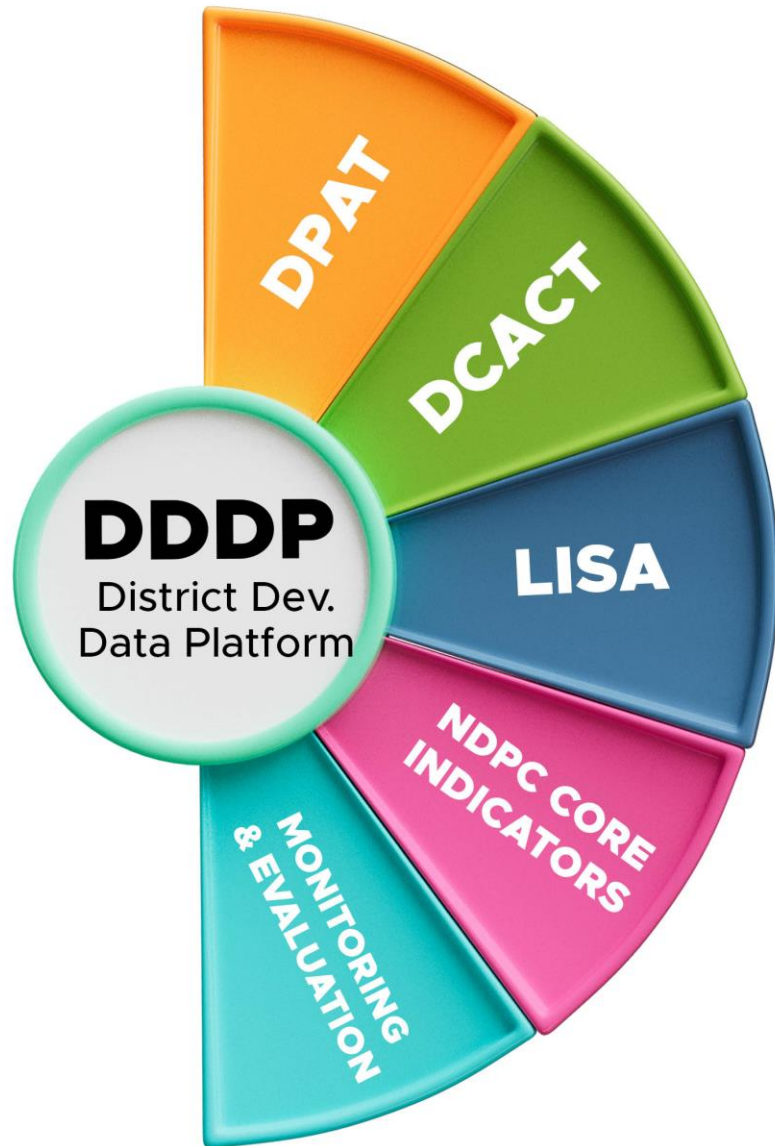 DPAT
DCACT
LISA
NDPC CORE
INDICATORS
MONITORING
& EVALUATION
DDDP
District Dev.
Data Platform